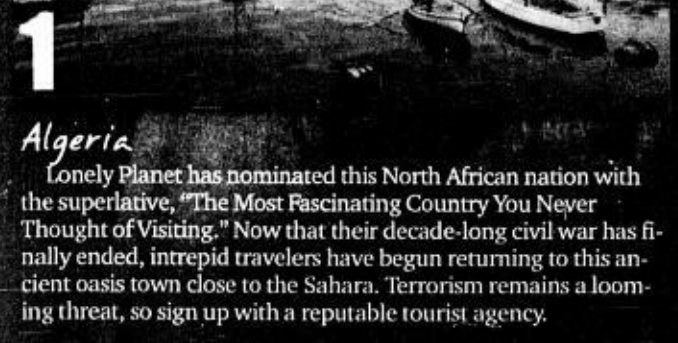 1
Algeria
Lonely Planet has nominated this North African nation with
the superlative, "The Most Fascinating Country You Never
Thought of Visiting." Now that their decade-long civil war has fi-
nally ended, intrepid travelers have begun returning to this an-
cient oasis town close to the Sahara. Terrorism remains a loom-
ing threat, so sign up with a reputable tourist agency.